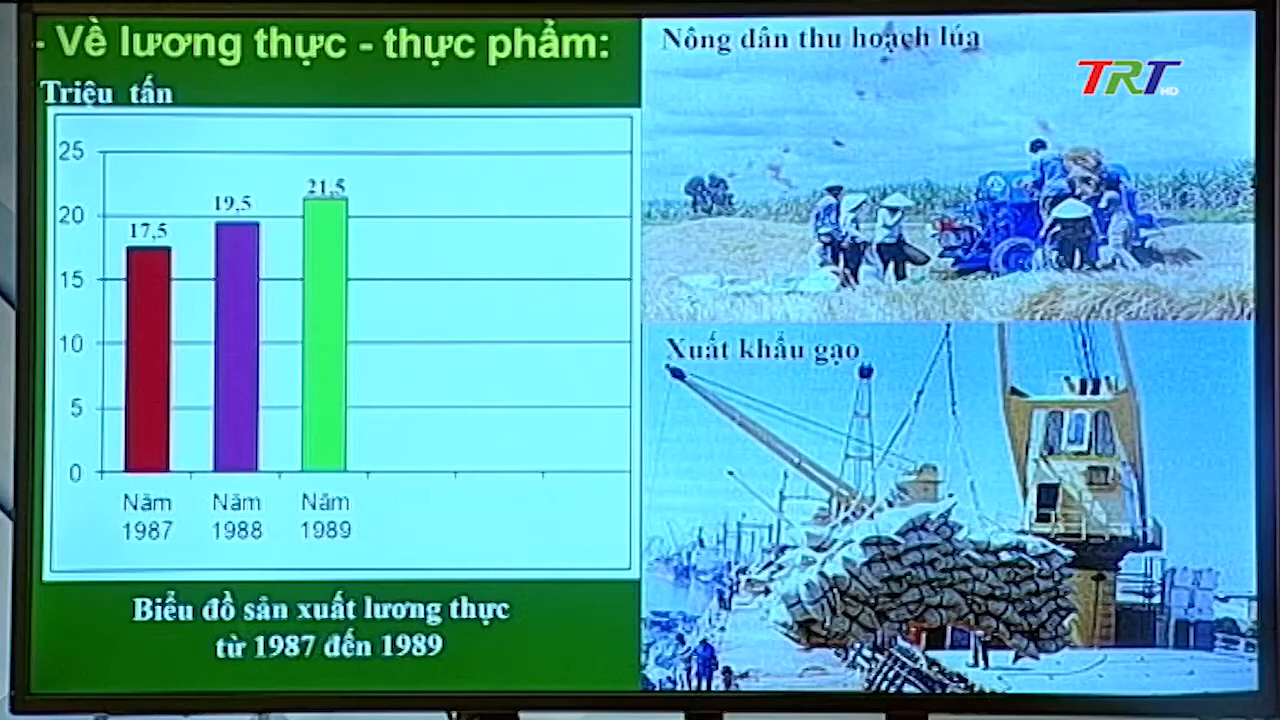 - Về lương thực - thực phẩm:
Triệu tấn
25
20
15
10
5
0
17,5
19,5
21,5
Năm 1987
Năm 1988
Năm 1989
Biểu đồ sản xuất lương thực
từ 1987 đến 1989
Nông dân thu hoạch lúa
TRT HD
Xuất khẩu gạo